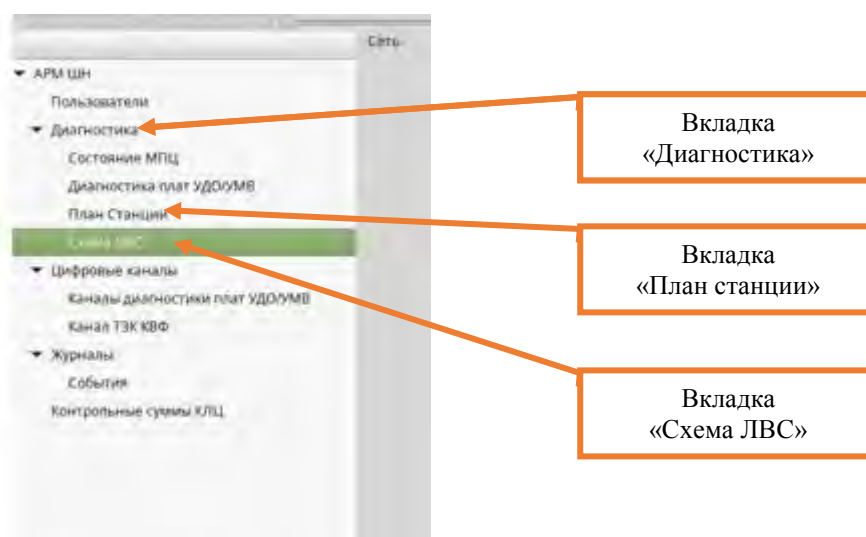 Сеть
АРМ ШН
Пользователи
Диагностика
Состояние МПЦ
Диагностика плат УДО/УМВ
План Станции
Схема ЛВС
Цифровые каналы
Каналы диагностики плат УДО/УМВ
Канал ТЗК КВФ
Журналы
События
Контрольные суммы КЛЦ
Вкладка
«Диагностика»
Вкладка
«План станции»
Вкладка
«Схема ЛВС»